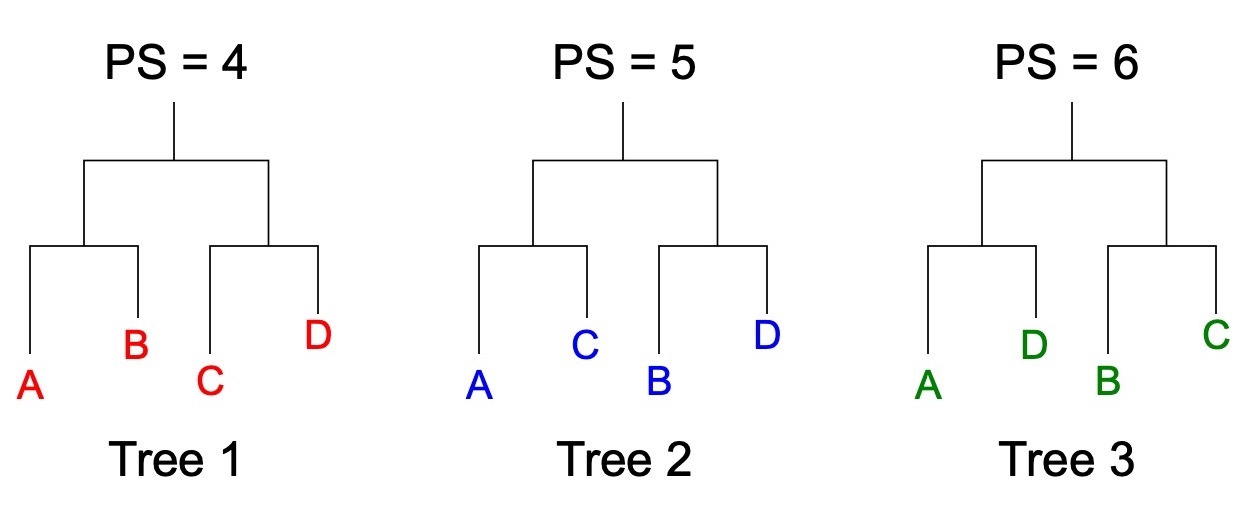 PS = 4 PS = 5 PS = 6
A B C D A C B D A D B C
Tree 1 Tree 2 Tree 3